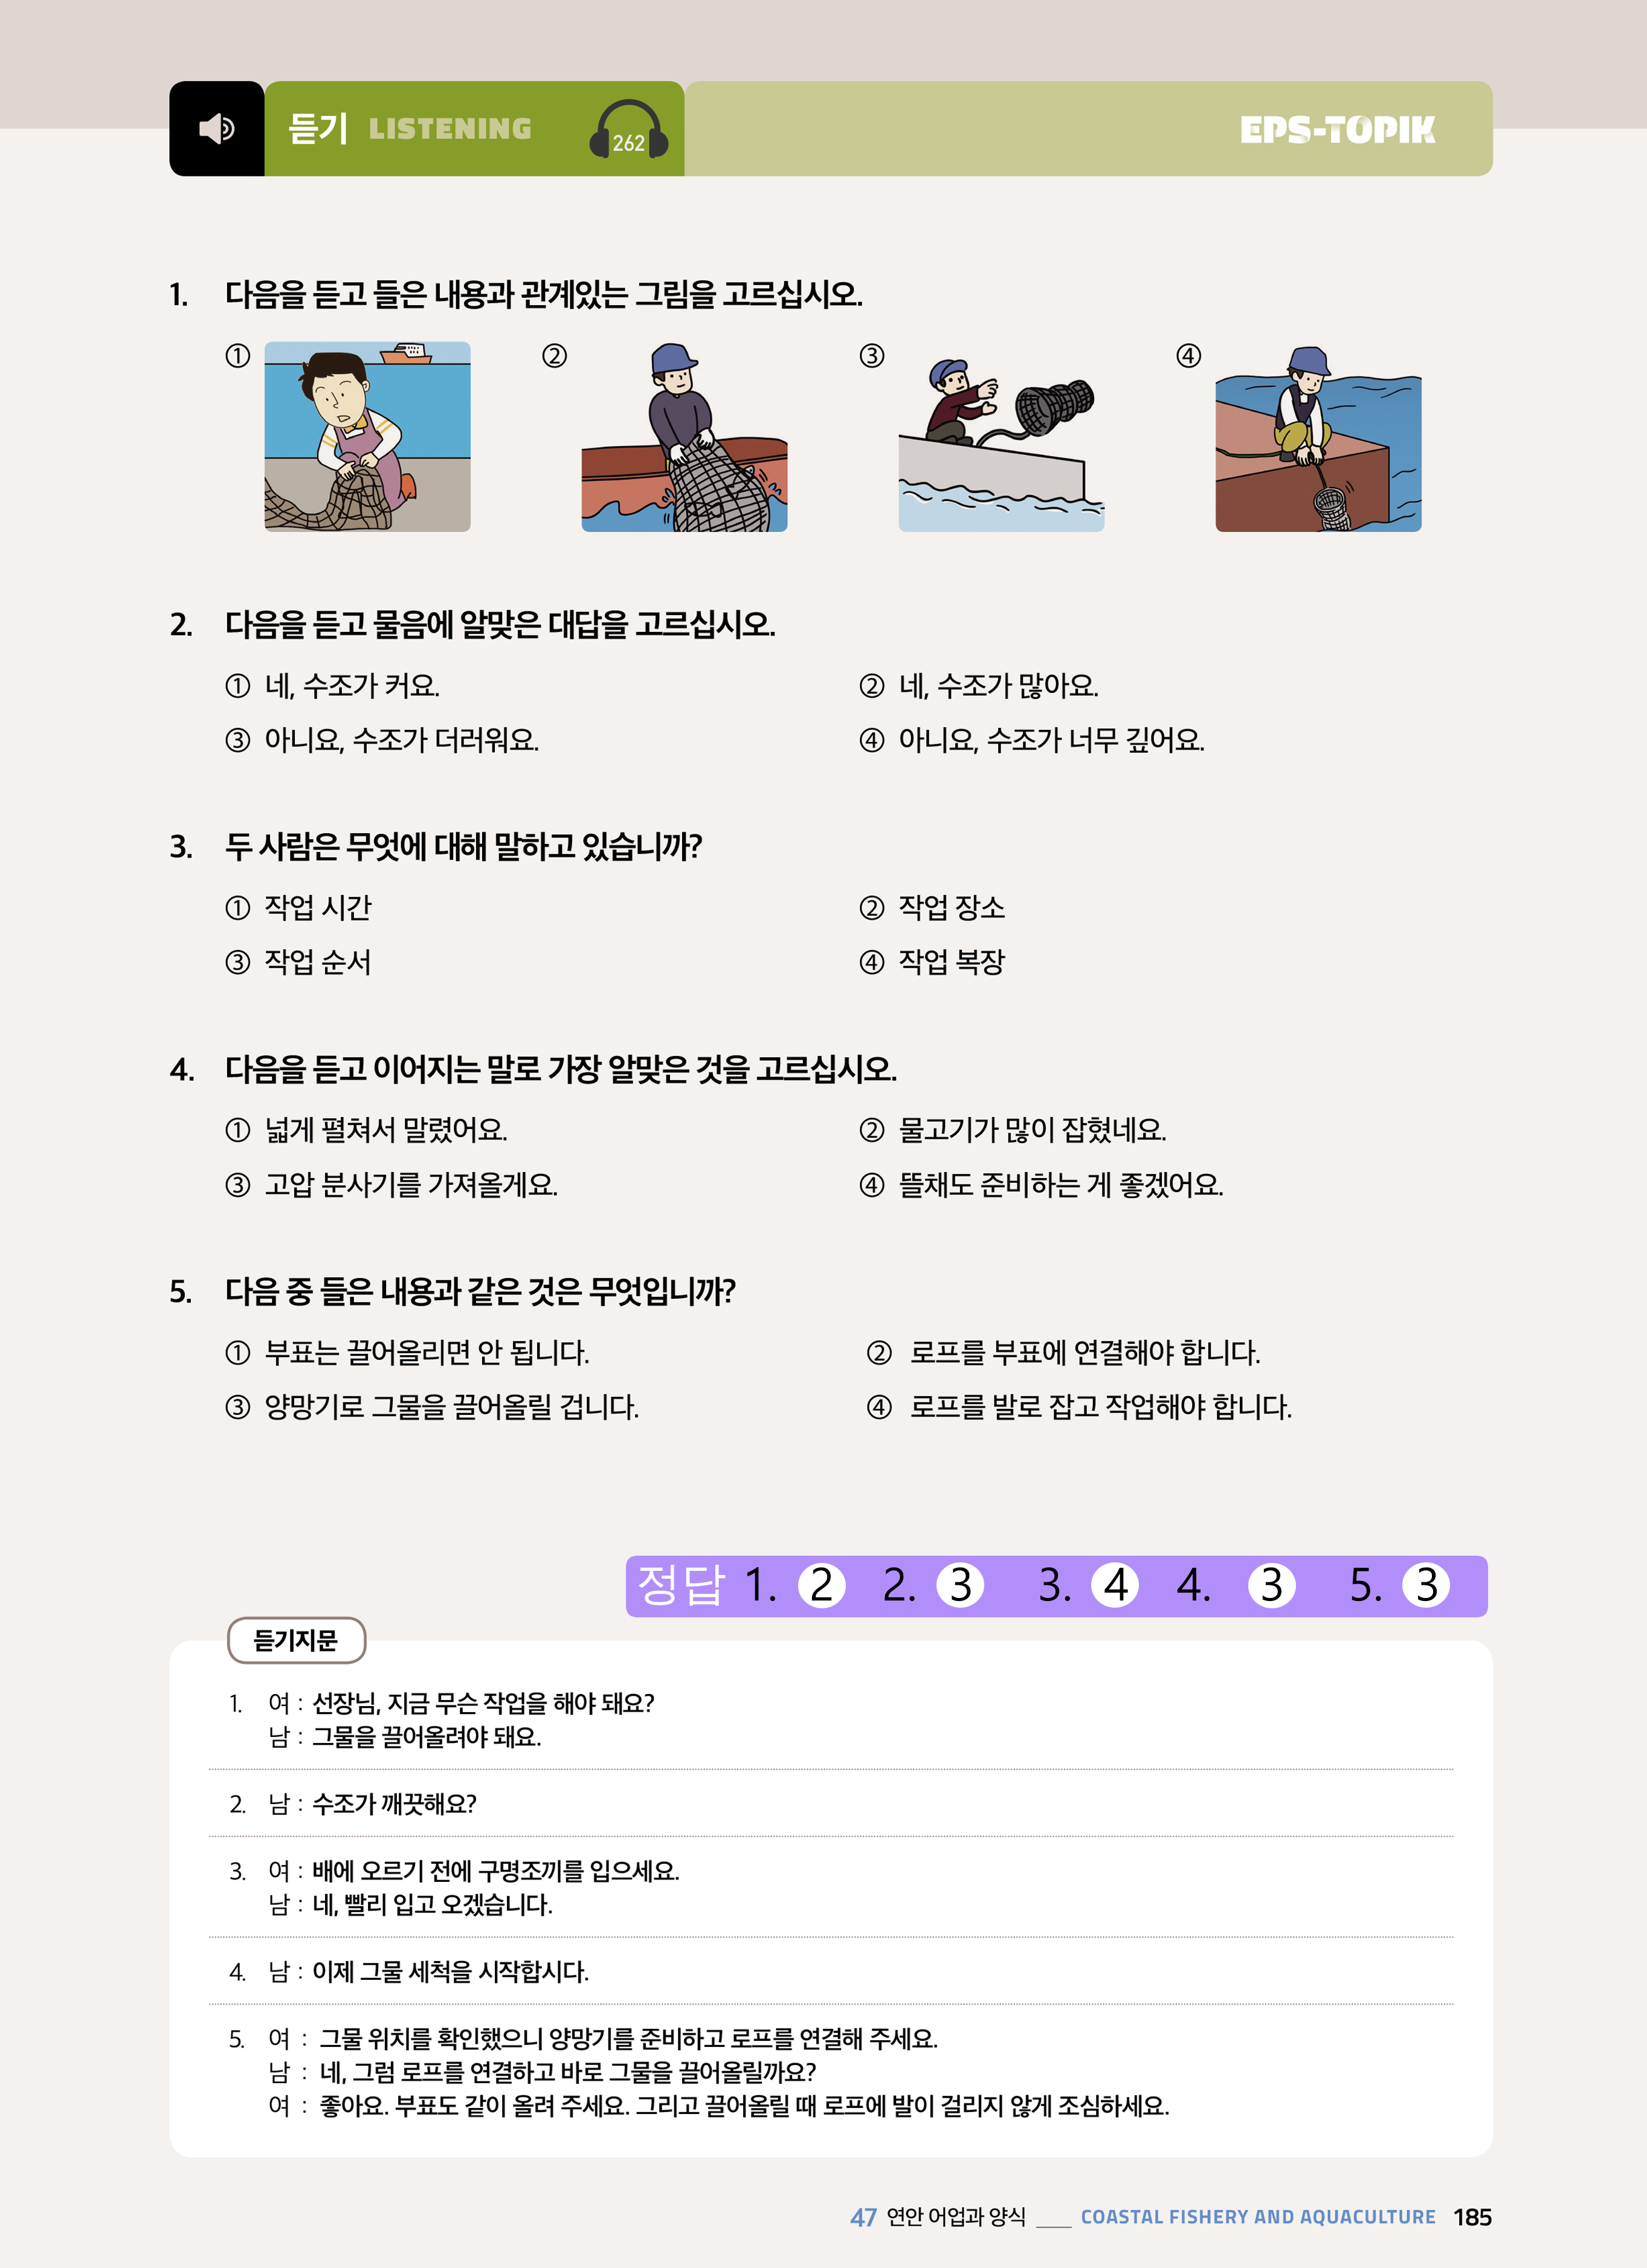 듣기 LISTENING 262 EPS-TOPIK
1. 다음을 듣고 들은 내용과 관계있는 그림을 고르십시오.
① ② ③ ④
2. 다음을 듣고 물음에 알맞은 대답을 고르십시오.
① 네, 수조가 커요. ② 네, 수조가 많아요.
③ 아니요, 수조가 더러워요. ④ 아니요, 수조가 너무 깊어요.
3. 두 사람은 무엇에 대해 말하고 있습니까?
① 작업 시간 ② 작업 장소
③ 작업 순서 ④ 작업 복장
4. 다음을 듣고 이어지는 말로 가장 알맞은 것을 고르십시오.
① 넓게 펼쳐서 말렸어요. ② 물고기가 많이 잡혔네요.
③ 고압 분사기를 가져올게요. ④ 뜰채도 준비하는 게 좋겠어요.
5. 다음 중 들은 내용과 같은 것은 무엇입니까?
① 부표는 끌어올리면 안 됩니다. ② 로프를 부표에 연결해야 합니다.
③ 양망기로 그물을 끌어올릴 겁니다. ④ 로프를 발로 잡고 작업해야 합니다.
정답 1. 2 2. 3 3. 4 4. 3 5. 3
듣기지문
1. 여 : 선장님, 지금 무슨 작업을 해야 돼요?
남 : 그물을 끌어올려야 돼요.
2. 남 : 수조가 깨끗해요?
3. 여 : 배에 오르기 전에 구명조끼를 입으세요.
남 : 네, 빨리 입고 오겠습니다.
4. 남 : 이제 그물 세척을 시작합시다.
5. 여 : 그물 위치를 확인했으니 양망기를 준비하고 로프를 연결해 주세요.
남 : 네, 그럼 로프를 연결하고 바로 그물을 끌어올릴까요?
여 : 좋아요. 부표도 같이 올려 주세요. 그리고 끌어올릴 때 로프에 발이 걸리지 않게 조심하세요.
47 연안 어업과 양식 ___ COASTAL FISHERY AND AQUACULTURE 185